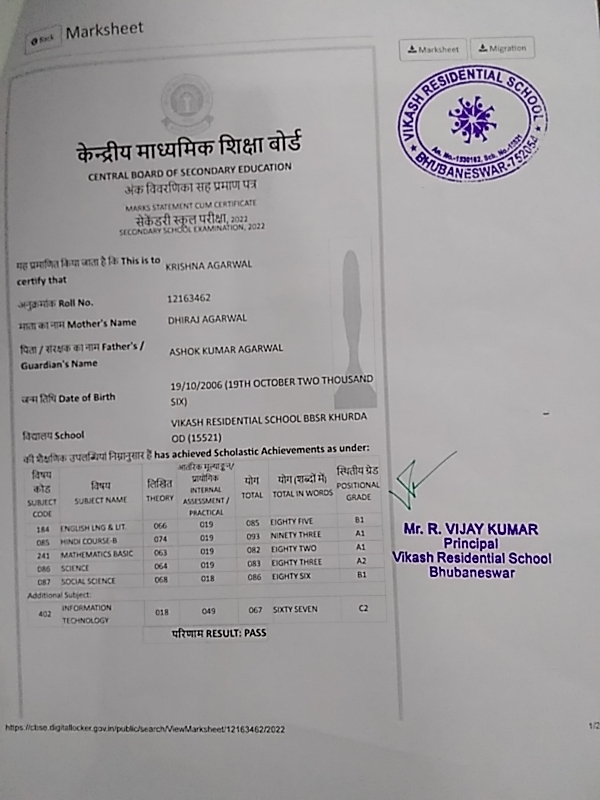 Back Marksheet
Marksheet Migration
VIKASH RESIDENTIAL SCHOOL
BHUBANESWAR-752054
केन्द्रीय माध्यमिक शिक्षा बोर्ड
CENTRAL BOARD OF SECONDARY EDUCATION
अंक विवरणिका सह प्रमाण पत्र
MARKS STATEMENT CUM CERTIFICATE
सेकेंडरी स्कूल परीक्षा, 2022
SECONDARY SCHOOL EXAMINATION, 2022
यह प्रमाणित किया जाता है कि This is to certify that KRISHNA AGARWAL
अनुक्रमांक Roll No. 12163462
माता का नाम Mother's Name DHIRAJ AGARWAL
पिता / संरक्षक का नाम Father's / Guardian's Name ASHOK KUMAR AGARWAL
जन्म तिथि Date of Birth 19/10/2006 (19TH OCTOBER TWO THOUSAND SIX)
विद्यालय School VIKASH RESIDENTIAL SCHOOL BBSR KHURDA OD (15521)
की शैक्षणिक उपलब्धियां निम्नानुसार हैं has achieved Scholastic Achievements as under:
विषय कोड SUBJECT CODE विषय SUBJECT NAME लिखित THEORY आंतरिक मूल्याङ्कन/ प्रायोगिक INTERNAL ASSESSMENT / PRACTICAL योग TOTAL योग (शब्दों में) TOTAL IN WORDS स्थितीय ग्रेड POSITIONAL GRADE
184 ENGLISH LNG & LIT. 066 019 085 EIGHTY FIVE B1
085 HINDI COURSE-B 074 019 093 NINETY THREE A1
241 MATHEMATICS BASIC 063 019 082 EIGHTY TWO A1
086 SCIENCE 064 019 083 EIGHTY THREE A2
087 SOCIAL SCIENCE 068 018 086 EIGHTY SIX B1
Additional Subject:
402 INFORMATION TECHNOLOGY 018 049 067 SIXTY SEVEN C2
परिणाम RESULT: PASS
Mr. R. VIJAY KUMAR
Principal
Vikash Residential School
Bhubaneswar
https://cbse.digitallocker.gov.in/public/search/ViewMarksheet/12163462/2022
1/2